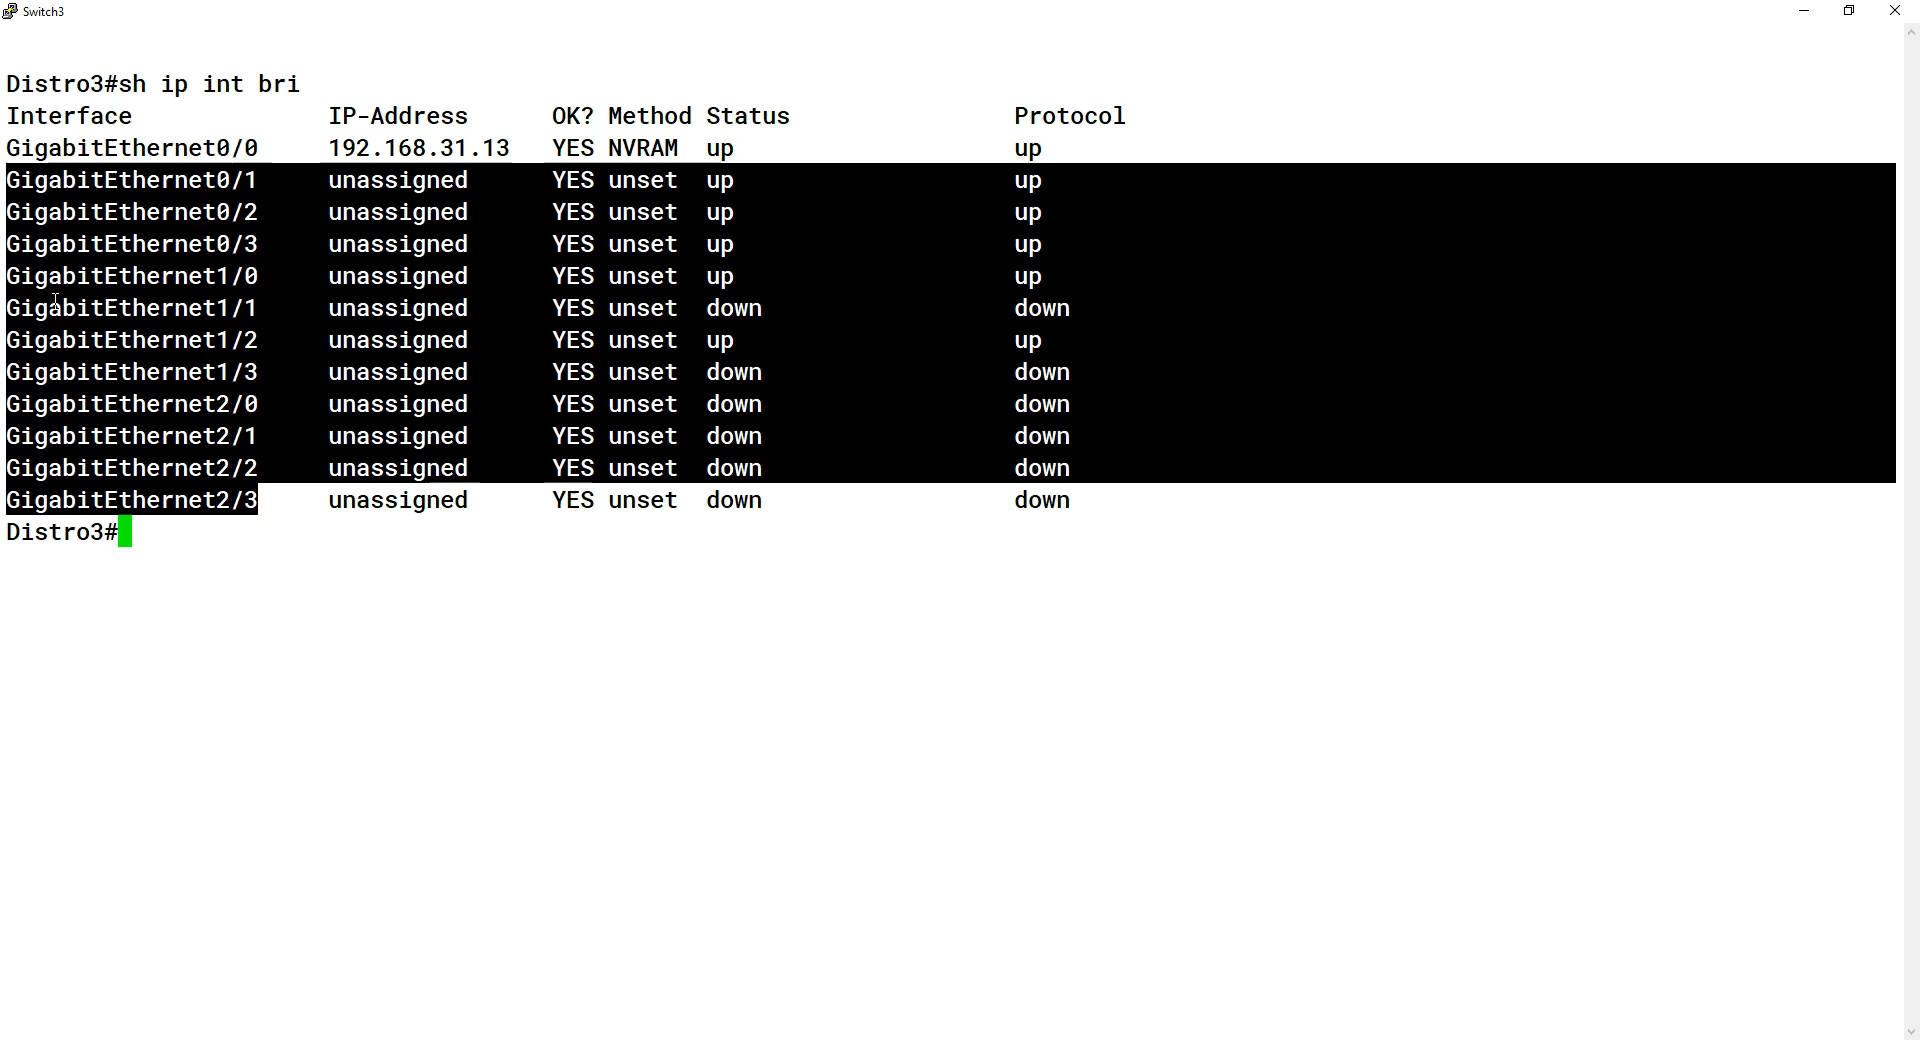 Switch3
Distro3#sh ip int bri
Interface              IP-Address      OK? Method Status                Protocol
GigabitEthernet0/0     192.168.31.13   YES NVRAM  up                    up
GigabitEthernet0/1     unassigned      YES unset  up                    up
GigabitEthernet0/2     unassigned      YES unset  up                    up
GigabitEthernet0/3     unassigned      YES unset  up                    up
GigabitEthernet1/0     unassigned      YES unset  up                    up
GigabitEthernet1/1     unassigned      YES unset  down                  down
GigabitEthernet1/2     unassigned      YES unset  up                    up
GigabitEthernet1/3     unassigned      YES unset  down                  down
GigabitEthernet2/0     unassigned      YES unset  down                  down
GigabitEthernet2/1     unassigned      YES unset  down                  down
GigabitEthernet2/2     unassigned      YES unset  down                  down
GigabitEthernet2/3     unassigned      YES unset  down                  down
Distro3#